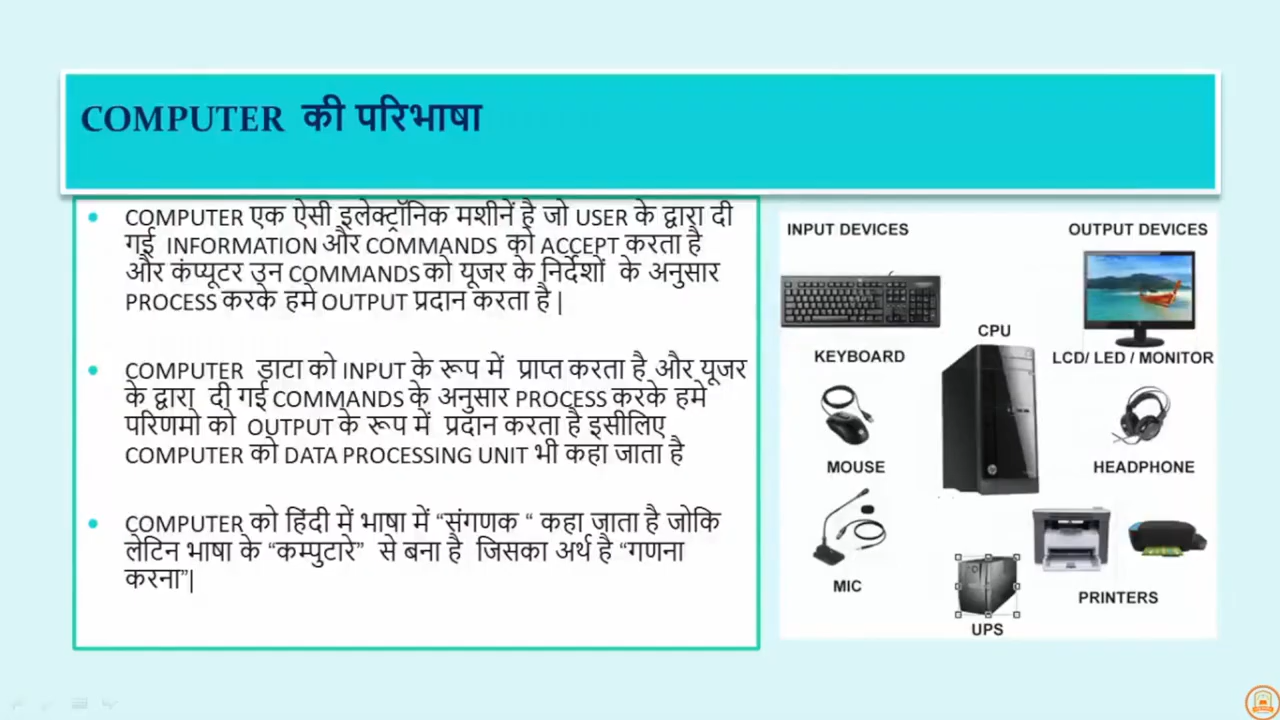 COMPUTER की परिभाषा
COMPUTER एक ऐसी इलेक्ट्रॉनिक मशीनें है जो USER के द्वारा दी
गई INFORMATION और COMMANDS को ACCEPT करता है
और कंप्यूटर उन COMMANDS को यूजर के निर्देशों के अनुसार
PROCESS करके हमे OUTPUT प्रदान करता है |
COMPUTER डाटा को INPUT के रूप में प्राप्त करता है और यूजर
के द्वारा दी गई COMMANDS के अनुसार PROCESS करके हमे
परिणमो को OUTPUT के रूप में प्रदान करता है इसीलिए
COMPUTER को DATA PROCESSING UNIT भी कहा जाता है
COMPUTER को हिंदी में भाषा में “संगणक “ कहा जाता है जोकि
लेटिन भाषा के “कम्पुटारे” से बना है जिसका अर्थ है “गणना
करना”|
INPUT DEVICES
OUTPUT DEVICES
CPU
KEYBOARD
LCD/ LED / MONITOR
MOUSE
HEADPHONE
MIC
PRINTERS
UPS